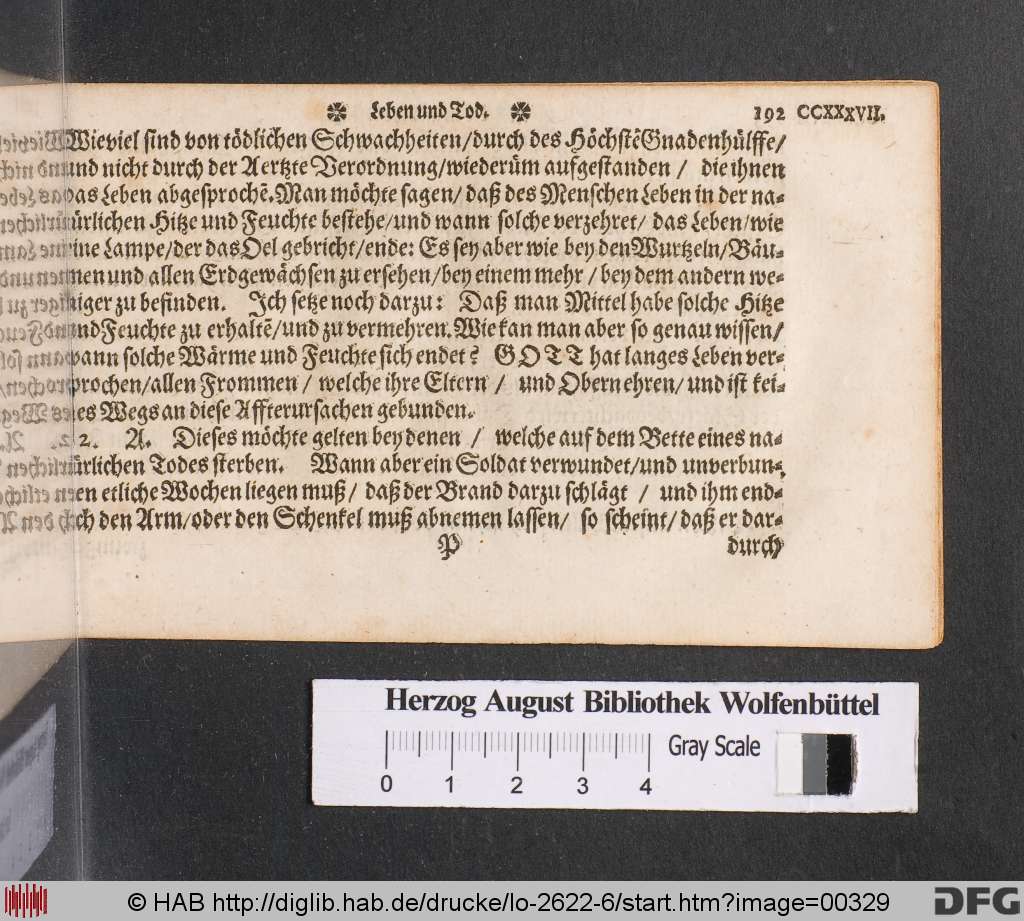 Leben und Tod. 192 CCXXXVII.
Wieviel sind von tödlichen Schwachheiten/durch des HöchstẽGnadenhülffe/
und nicht durch der Aertzte Verordnung/wiederüm aufgestanden / die ihnen
das Leben abgesprochẽ.Man möchte sagen/ daß des Menschen Leben in der na-
türlichen Hitze und Feuchte bestehe/und wann solche verzehret/ das Leben/wie
eine Lampe/der das Oel gebricht/ende: Es sey aber wie bey den Wurtzeln/Bäu-
men und allen Erdgewächsen zu ersehen/bey einem mehr / bey dem andern we-
niger zu befinden. Ich setze noch darzu: Daß man Mittel habe solche Hitze
und Feuchte zu erhaltẽ/und zu vermehren.Wie kan man aber so genau wissen/
wann solche Wärme und Feuchte sich endet? GOTT hat langes Leben ver-
sprochen/allen Frommen / welche ihre Eltern / und Obern ehren/ und ist kei-
nes Wegs an diese Affterursachen gebunden.
2. A. Dieses möchte gelten bey denen / welche auf dem Bette eines na-
türlichen Todes sterben. Wann aber ein Soldat verwundet/und unverbun-
den etliche Wochen liegen muß/ daß der Brand darzu schlägt / und ihm end-
lich den Arm/oder den Schenkel muß abnemen lassen/ so scheint/ daß er dar-
P durch
Herzog August Bibliothek Wolfenbüttel
Gray Scale
0 1 2 3 4
© HAB http://diglib.hab.de/drucke/lo-2622-6/start.htm?image=00329
DFG